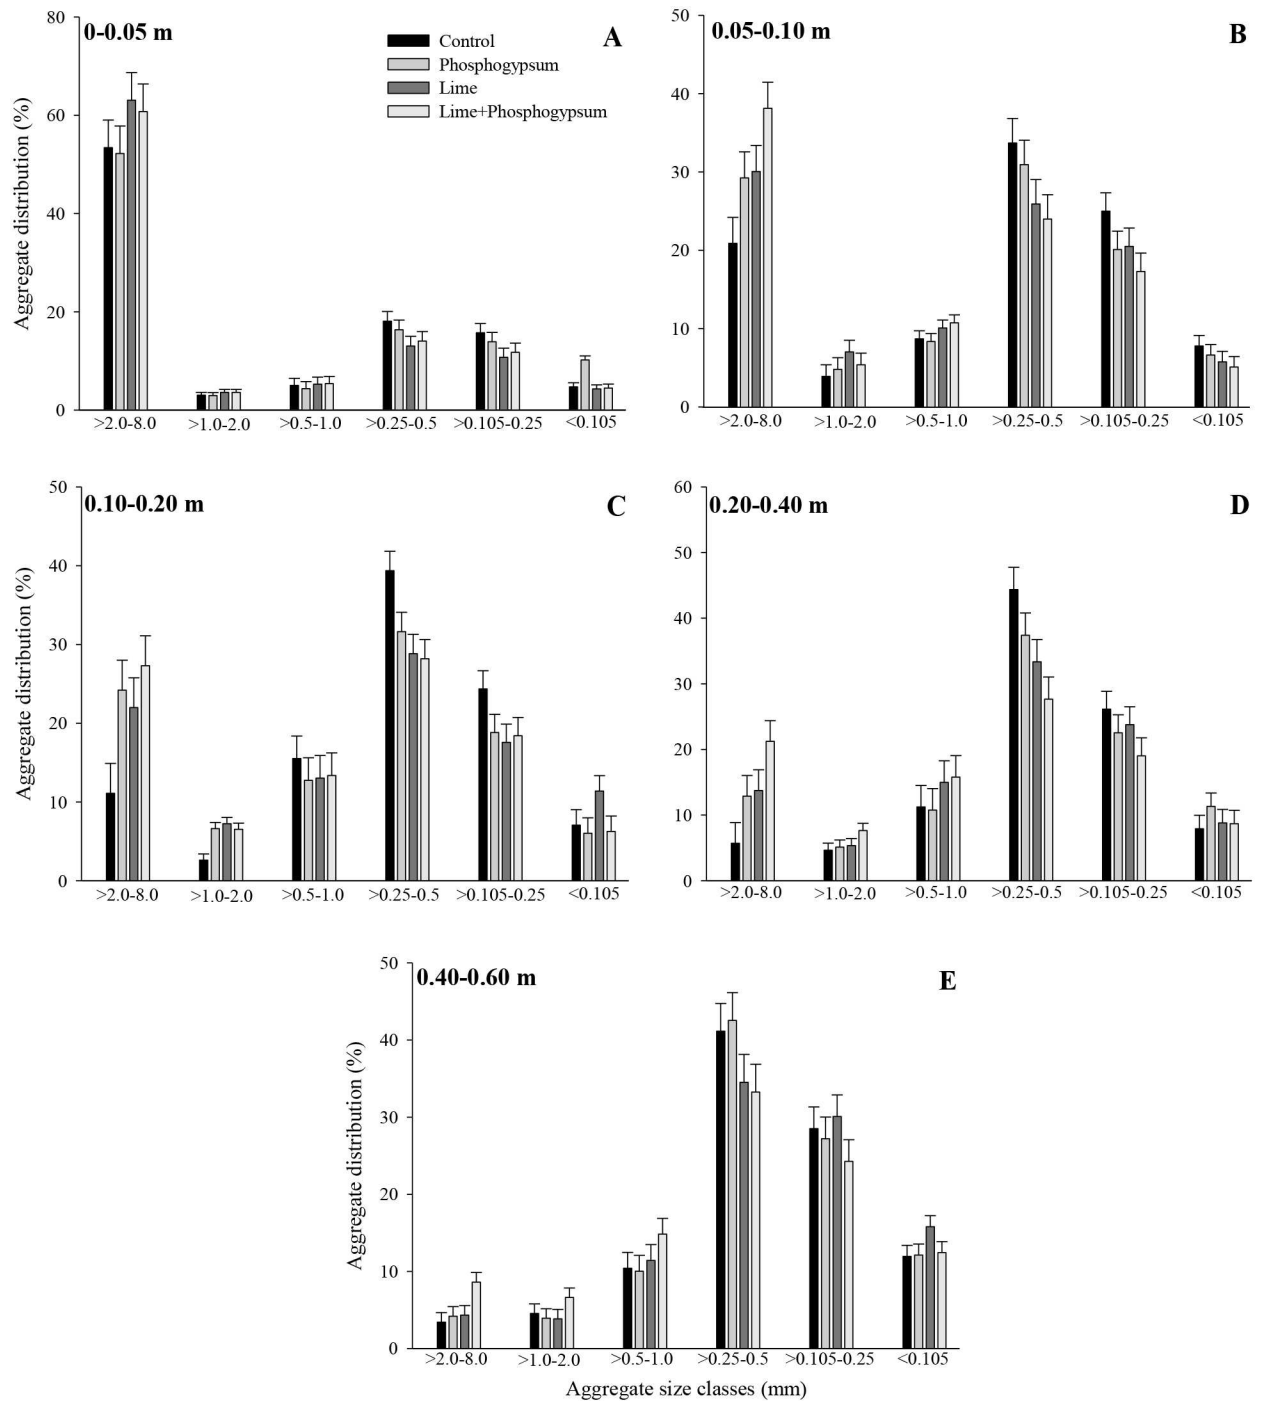 0-0.05 m
A
Control
Phosphogypsum
Lime
Lime+Phosphogypsum
Aggregate distribution (%)
80
60
40
20
0
>2.0-8.0 >1.0-2.0 >0.5-1.0 >0.25-0.5 >0.105-0.25 <0.105
0.05-0.10 m
B
50
40
30
20
10
0
>2.0-8.0 >1.0-2.0 >0.5-1.0 >0.25-0.5 >0.105-0.25 <0.105
0.10-0.20 m
C
Aggregate distribution (%)
50
40
30
20
10
0
>2.0-8.0 >1.0-2.0 >0.5-1.0 >0.25-0.5 >0.105-0.25 <0.105
0.20-0.40 m
D
60
50
40
30
20
10
0
>2.0-8.0 >1.0-2.0 >0.5-1.0 >0.25-0.5 >0.105-0.25 <0.105
0.40-0.60 m
E
Aggregate distribution (%)
50
40
30
20
10
0
>2.0-8.0 >1.0-2.0 >0.5-1.0 >0.25-0.5 >0.105-0.25 <0.105
Aggregate size classes (mm)